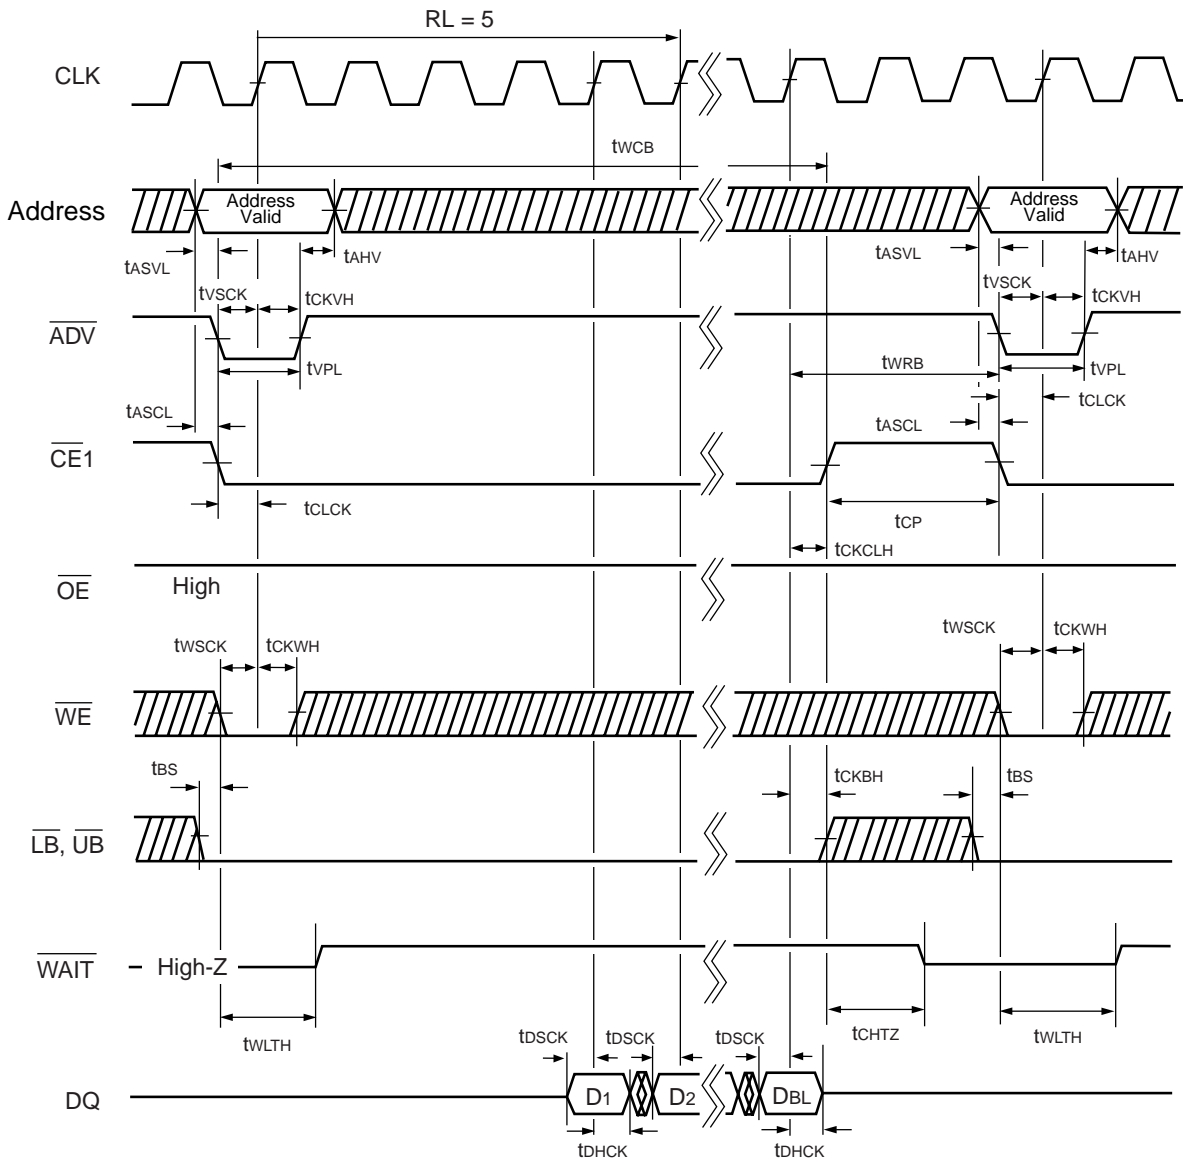 RL = 5
CLK
tWCB
Address
Address
Valid
Address
Valid
tASVL
tAHV
tASVL
tAHV
tVSCK
tCKVH
tVSCK
tCKVH
ADV
tVPL
tWRB
tVPL
tCLCK
tASCL
tASCL
CE1
tCLCK
tCP
tCKCLH
OE
High
tWSCK
tCKWH
tWSCK
tCKWH
WE
tBS
tCKBH
tBS
LB, UB
WAIT
High-Z
tWLTH
tCHTZ
tWLTH
tDSCK
tDSCK
tDSCK
DQ
D1
D2
DBL
tDHCK
tDHCK